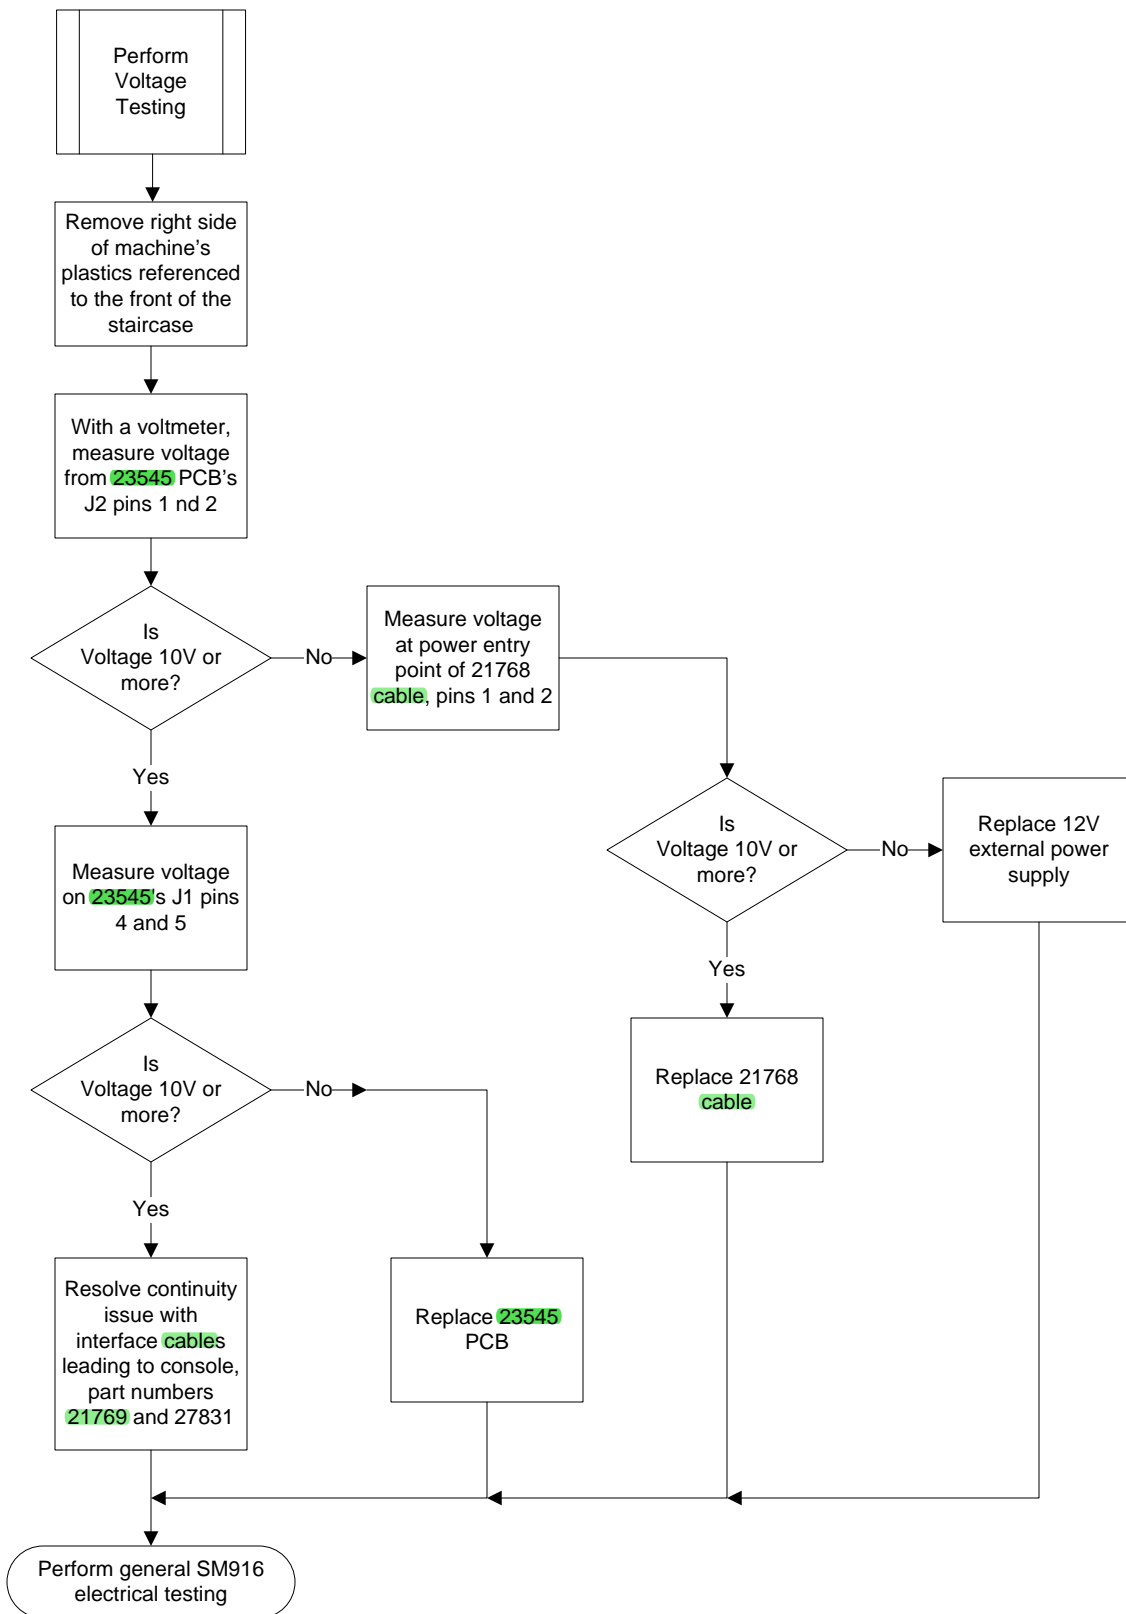 Perform
Voltage
Testing
Remove right side
of machine's
plastics referenced
to the front of the
staircase
With a voltmeter,
measure voltage
from 23545 PCB's
J2 pins 1 nd 2
Is
Voltage 10V or
more?
No
Measure voltage
at power entry
point of 21768
cable, pins 1 and 2
Yes
Is
Voltage 10V or
more?
No
Replace 12V
external power
supply
Measure voltage
on 23545's J1 pins
4 and 5
Yes
Replace 21768
cable
Is
Voltage 10V or
more?
No
Yes
Resolve continuity
issue with
interface cables
leading to console,
part numbers
21769 and 27831
Replace 23545
PCB
Perform general SM916
electrical testing